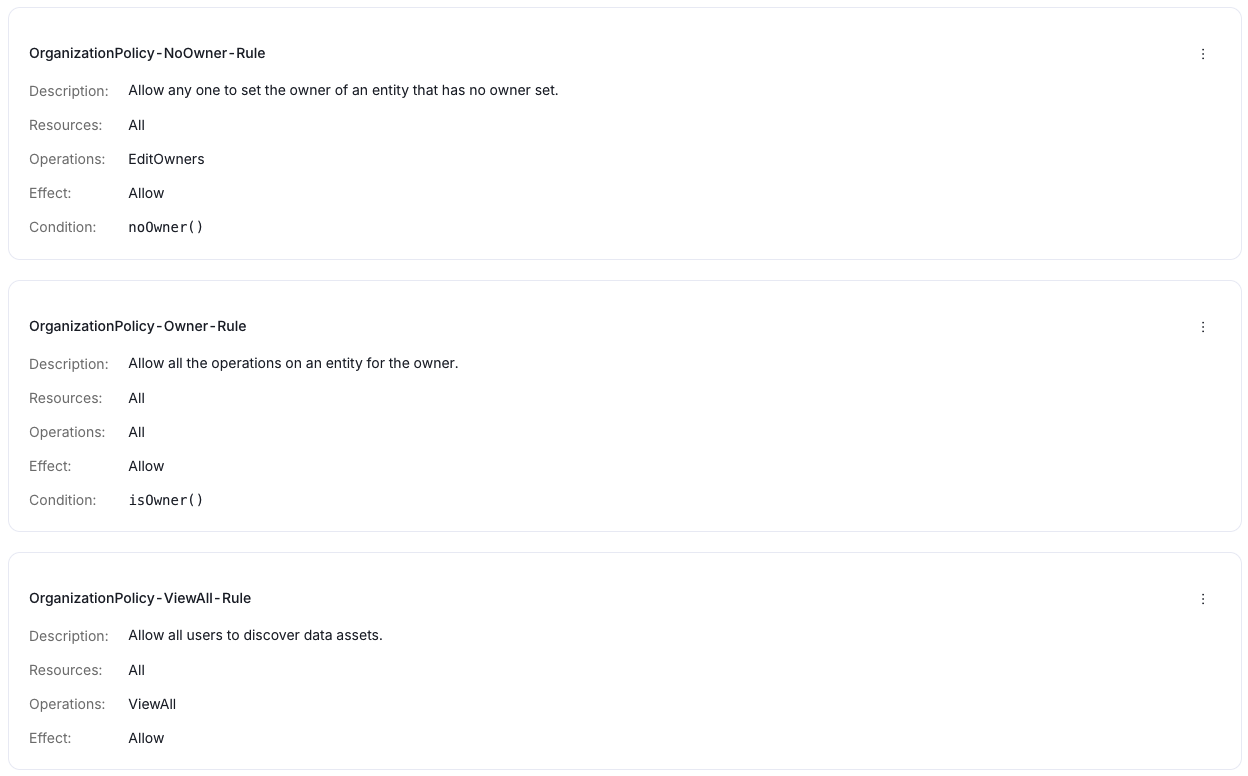 OrganizationPolicy-NoOwner-Rule
Description: Allow any one to set the owner of an entity that has no owner set.
Resources: All
Operations: EditOwners
Effect: Allow
Condition: noOwner()
OrganizationPolicy-Owner-Rule
Description: Allow all the operations on an entity for the owner.
Resources: All
Operations: All
Effect: Allow
Condition: isOwner()
OrganizationPolicy-ViewAll-Rule
Description: Allow all users to discover data assets.
Resources: All
Operations: ViewAll
Effect: Allow